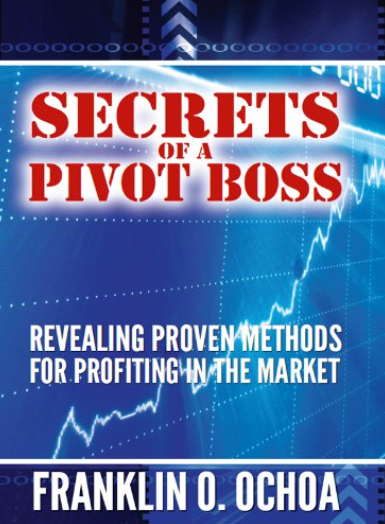 SECRETS
OF A
PIVOT BOSS
REVEALING PROVEN METHODS
FOR PROFITING IN THE MARKET
FRANKLIN O. OCHOA